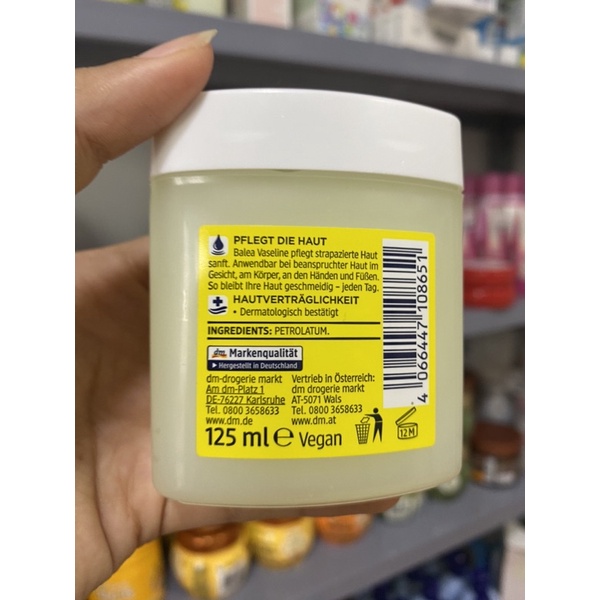 PFLEGT DIE HAUT
Balea Vaseline pflegt strapazierte Haut
sanft. Anwendbar bei beanspruchter Haut im
Gesicht, am Körper, an den Händen und Füßen.
So bleibt Ihre Haut geschmeidig – jeden Tag.
HAUTVERTRÄGLICHKEIT
• Dermatologisch bestätigt
INGREDIENTS: PETROLATUM.
dm Markenqualität
Hergestellt in Deutschland
dm-drogerie markt
Am dm-Platz 1
DE-76227 Karlsruhe
Tel. 0800 3658633
www.dm.de
Vertrieb in Österreich:
dm drogerie markt
AT-5071 Wals
Tel. 0800 3658633
www.dm.at
125 ml ℮ Vegan
12 M
4 066447 108651